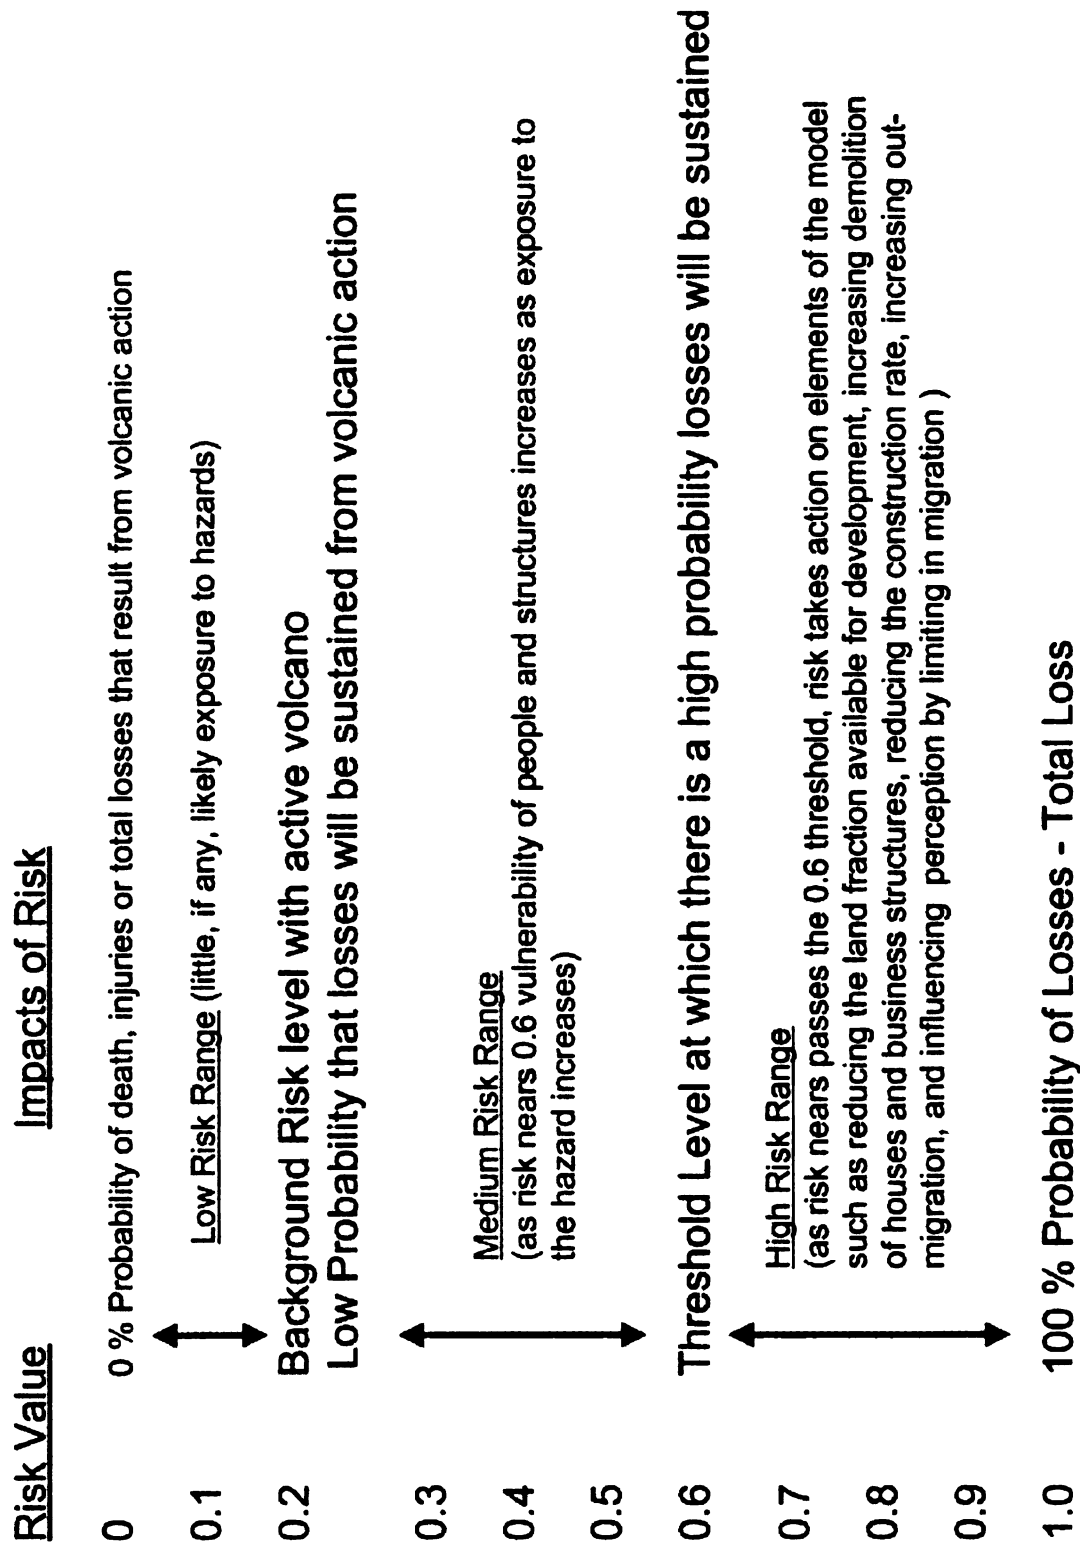 Risk Value Impacts of Risk
0 0 % Probability of death, injuries or total losses that result from volcanic action
0.1 Low Risk Range (little, if any, likely exposure to hazards)
0.2 Background Risk level with active volcano
Low Probability that losses will be sustained from volcanic action
0.3
Medium Risk Range
0.4 (as risk nears 0.6 vulnerability of people and structures increases as exposure to
the hazard increases)
0.5
0.6 Threshold Level at which there is a high probability losses will be sustained
High Risk Range
0.7
(as risk nears passes the 0.6 threshold, risk takes action on elements of the model
such as reducing the land fraction available for development, increasing demolition
0.8 of houses and business structures, reducing the construction rate, increasing out-
migration, and influencing perception by limiting in migration )
0.9
1.0 100 % Probability of Losses - Total Loss